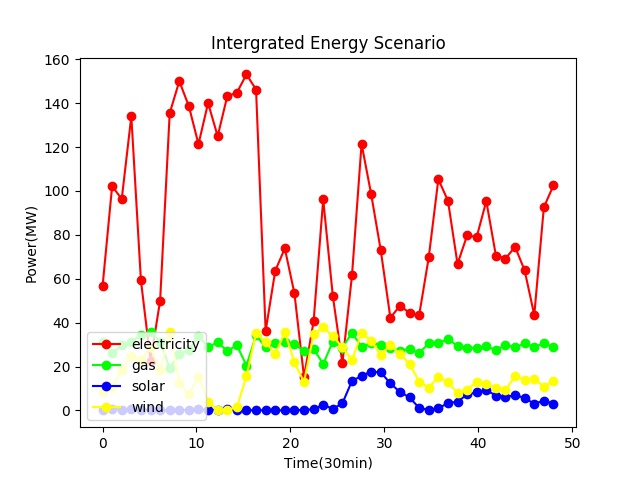 Intergrated Energy Scenario
Power(MW)
160
140
120
100
80
60
40
20
0
electricity
gas
solar
wind
0 10 20 30 40 50
Time(30min)